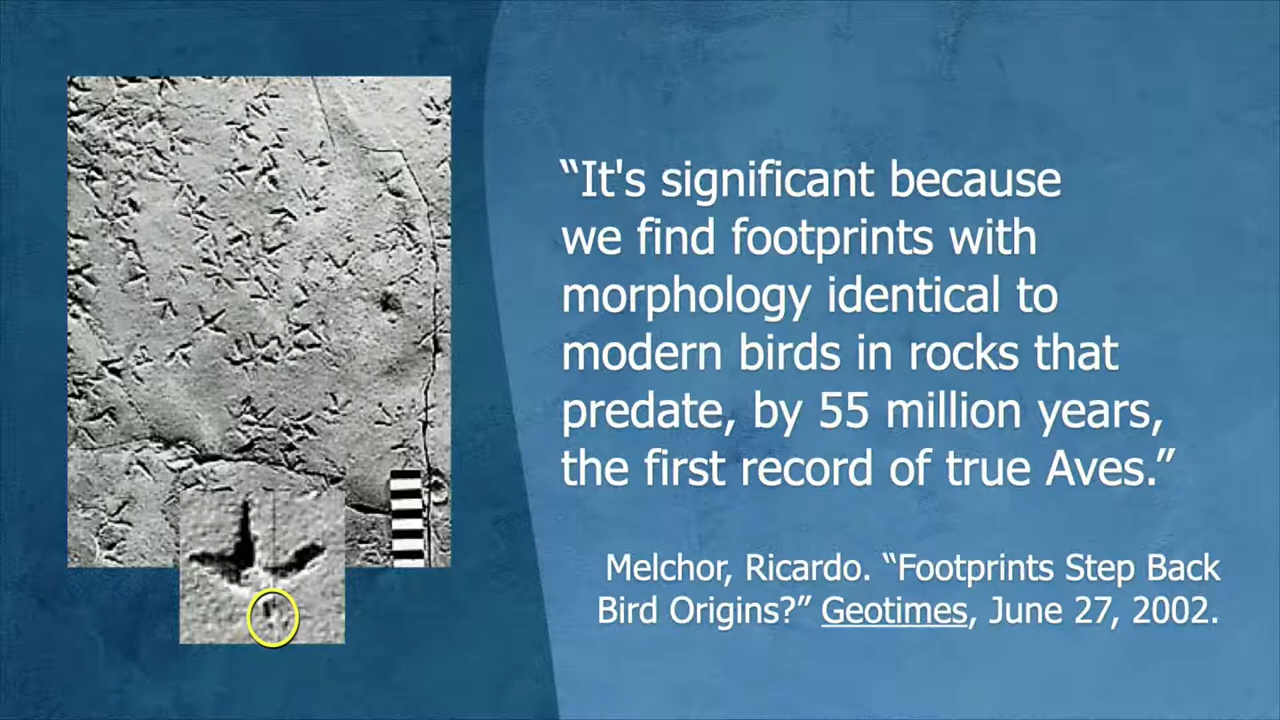 “It's significant because
we find footprints with
morphology identical to
modern birds in rocks that
predate, by 55 million years,
the first record of true Aves.”
Melchor, Ricardo. “Footprints Step Back
Bird Origins?” Geotimes, June 27, 2002.